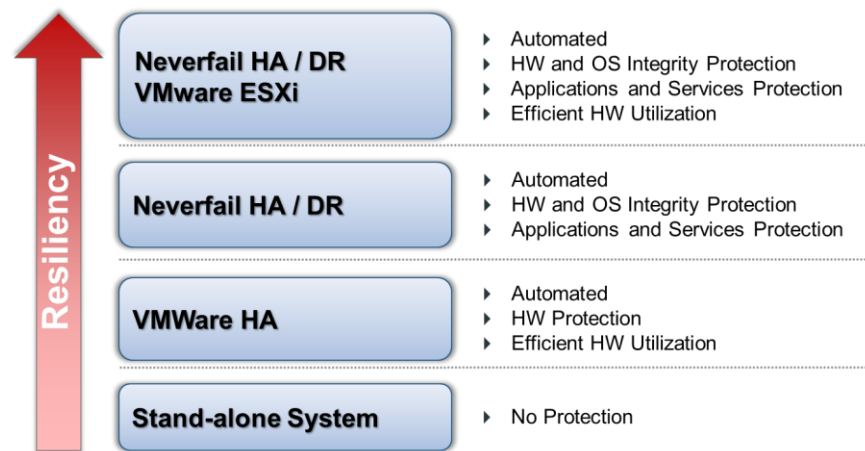 Resiliency
Neverfail HA / DR
VMware ESXi
Automated
HW and OS Integrity Protection
Applications and Services Protection
Efficient HW Utilization
Neverfail HA / DR
Automated
HW and OS Integrity Protection
Applications and Services Protection
VMWare HA
Automated
HW Protection
Efficient HW Utilization
Stand-alone System
No Protection